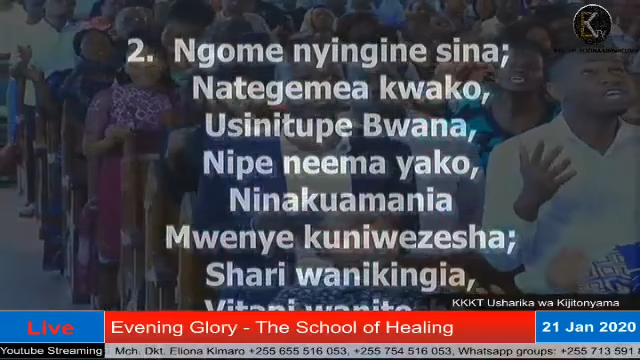 2. Ngome nyingine sina;
Nategemea kwako,
Usinitupe Bwana,
Nipe neema yako,
Ninakuamania
Mwenye kuniwezesha;
Shari wanikingia,
KKKT Usharika wa Kijitonyama
Live
Evening Glory - The School of Healing
21 Jan 2020
Youtube Streaming
Mch. Dkt. Eliona Kimaro +255 655 516 053, +255 754 516 053, Whatsapp groups: +255 713 591